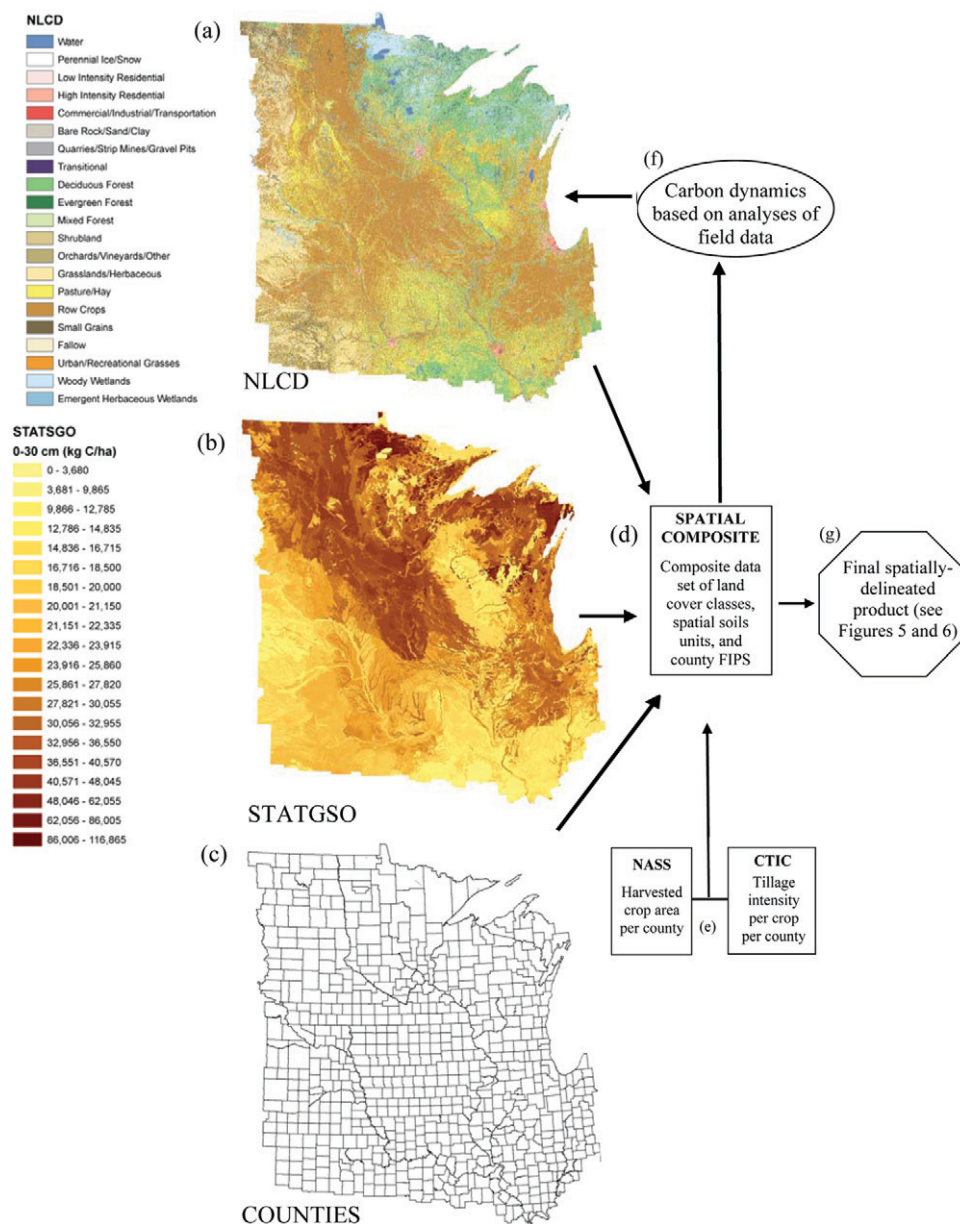 NLCD
Water
Perennial Ice/Snow
Low Intensity Residential
High Intensity Residential
Commercial/Industrial/Transportation
Bare Rock/Sand/Clay
Quarries/Strip Mines/Gravel Pits
Transitional
Deciduous Forest
Evergreen Forest
Mixed Forest
Shrubland
Orchards/Vineyards/Other
Grasslands/Herbaceous
Pasture/Hay
Row Crops
Small Grains
Fallow
Urban/Recreational Grasses
Woody Wetlands
Emergent Herbaceous Wetlands
(a)
NLCD
STATSGO
0-30 cm (kg C/ha)
0 - 3,680
3,681 - 9,865
9,866 - 12,785
12,786 - 14,835
14,836 - 16,715
16,716 - 18,500
18,501 - 20,000
20,001 - 21,150
21,151 - 22,335
22,336 - 23,915
23,916 - 25,860
25,861 - 27,820
27,821 - 30,055
30,056 - 32,955
32,956 - 36,550
36,551 - 40,570
40,571 - 48,045
48,046 - 62,055
62,056 - 86,005
86,006 - 116,865
(b)
STATGSO
(c)
COUNTIES
(f)
Carbon dynamics
based on analyses of
field data
(d)
SPATIAL
COMPOSITE
Composite data
set of land
cover classes,
spatial soils
units, and
county FIPS
(g)
Final spatially-
delineated
product (see
Figures 5 and 6)
NASS
Harvested
crop area
per county
(e)
CTIC
Tillage
intensity
per crop
per county